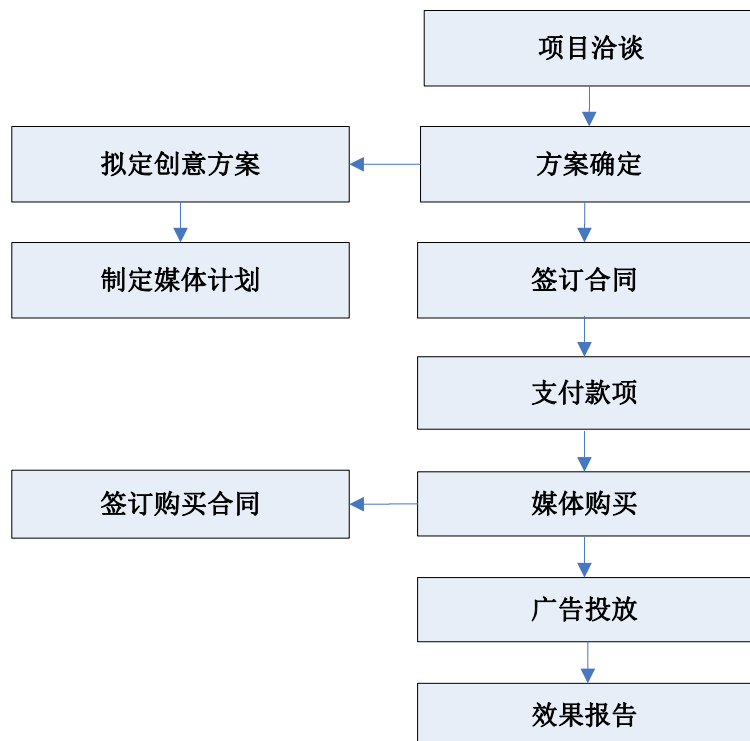 项目洽谈
拟定创意方案
方案确定
制定媒体计划
签订合同
支付款项
签订购买合同
媒体购买
广告投放
效果报告